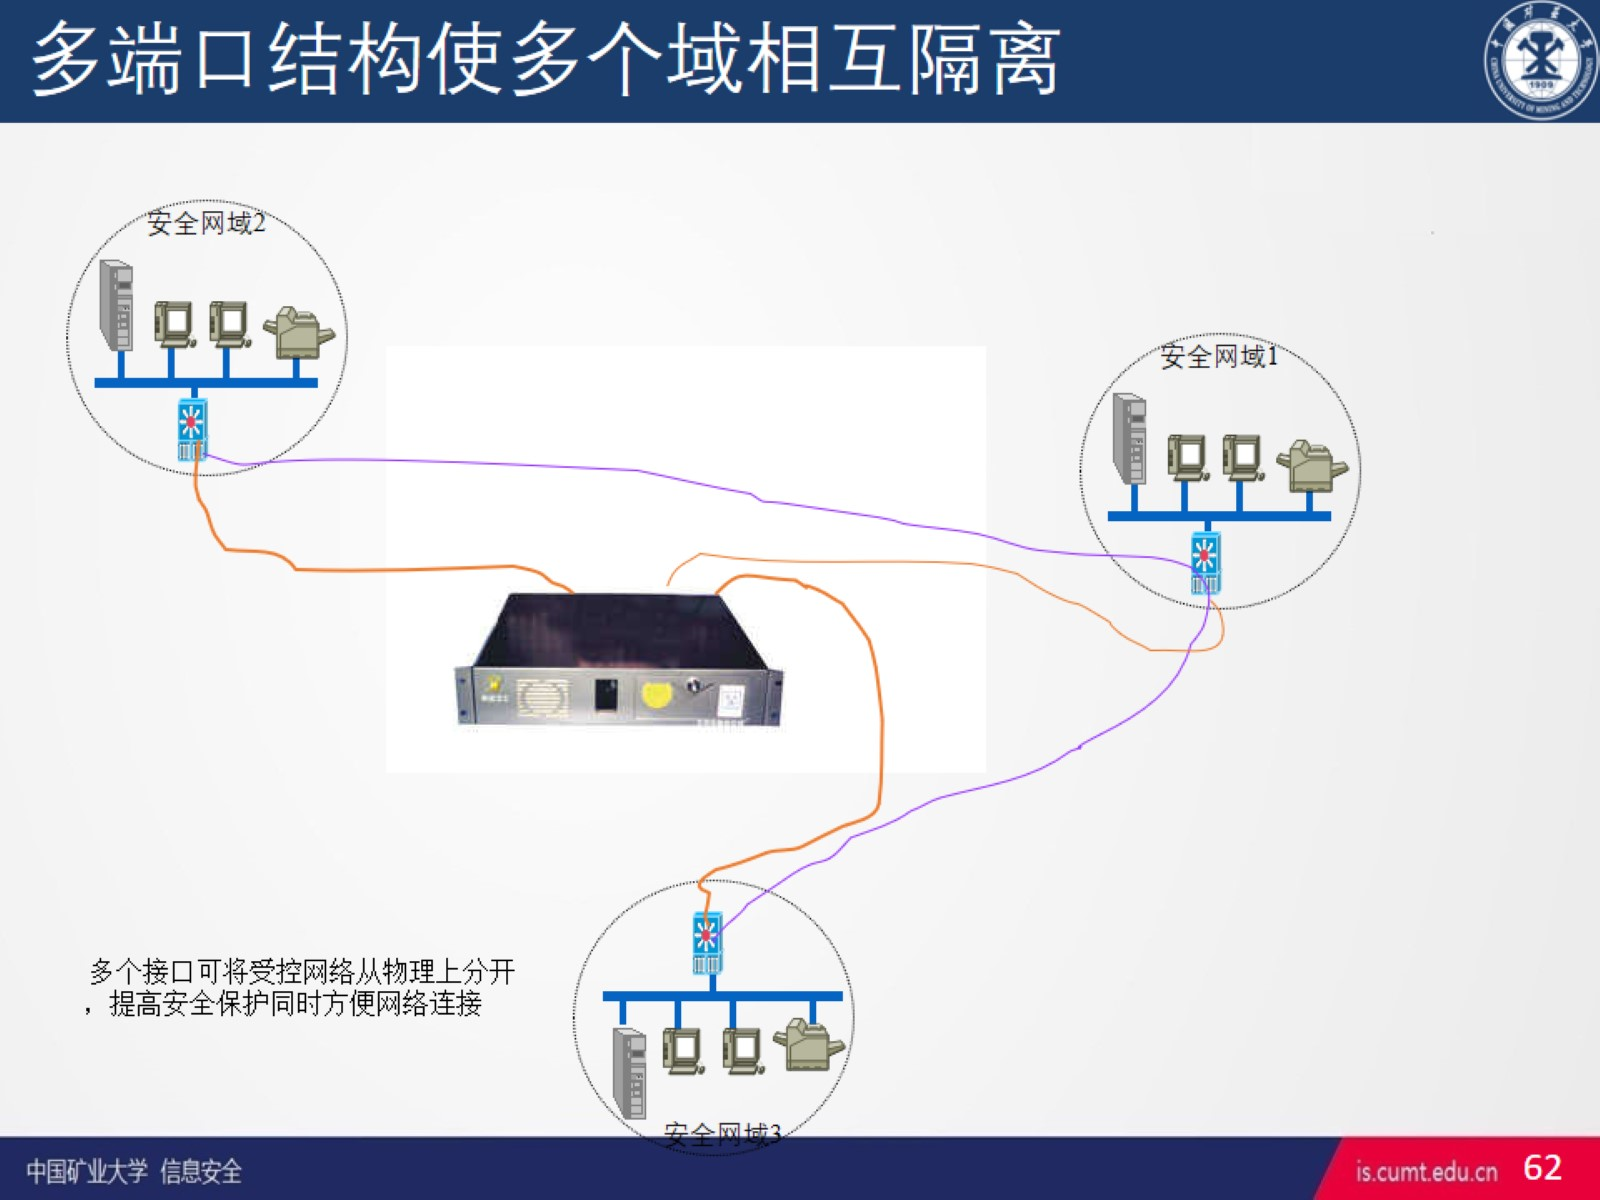 多端口结构使多个域相互隔离
1909
安全网域2
安全网域1
多个接口可将受控网络从物理上分开
，提高安全保护同时方便网络连接
安全网域3
中国矿业大学 信息安全
is.cumt.edu.cn 62